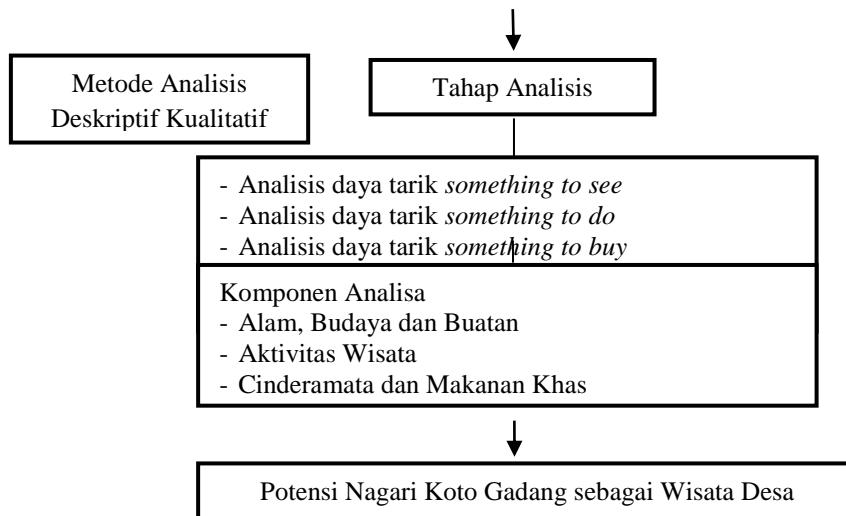 Metode Analisis
Deskriptif Kualitatif
Tahap Analisis
- Analisis daya tarik something to see
- Analisis daya tarik something to do
- Analisis daya tarik something to buy
Komponen Analisa
- Alam, Budaya dan Buatan
- Aktivitas Wisata
- Cinderamata dan Makanan Khas
Potensi Nagari Koto Gadang sebagai Wisata Desa